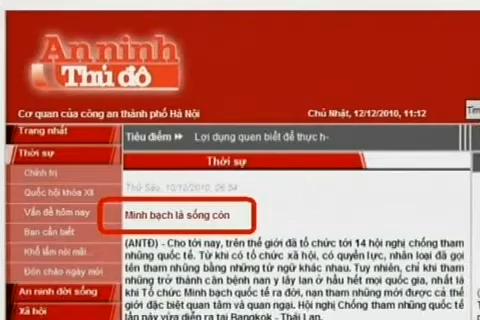 An ninh
Thủ đô
Cơ quan của công an thành phố Hà Nội
Chủ Nhật, 12/12/2010, 11:12
Trang nhất
Tiêu điểm
Lợi dụng quen biết để thực h
Thời sự
Thời sự
Chính trị
Thứ Sáu, 10/12/2010, 06:54
Quốc hội khóa XII
Vấn đề hôm nay
Minh bạch là sống còn
Bạn cần biết
Khổ lắm nói mãi...
Đón chào ngày mới
An ninh đời sống
Xã hội
(ANTĐ) - Cho tới nay, trên thế giới đã tổ chức tới 14 hội nghị chống tham
nhũng quốc tế. Từ khi có tổ chức xã hội, có quyền lực, nhân loại đã gọi
tên tham nhũng bằng những từ ngữ khác nhau. Tuy nhiên, chỉ khi tham
nhũng trở thành căn bệnh nan y lây lan ở hầu hết mọi quốc gia, nhất là
khi Tổ chức Minh bạch quốc tế ra đời, nạn tham nhũng mới được cả thế
giới đặc biệt quan tâm và quan ngại. Hội nghị Chống tham nhũng quốc tế
lần này vừa diễn ra tại Bangkok - Thái Lan.